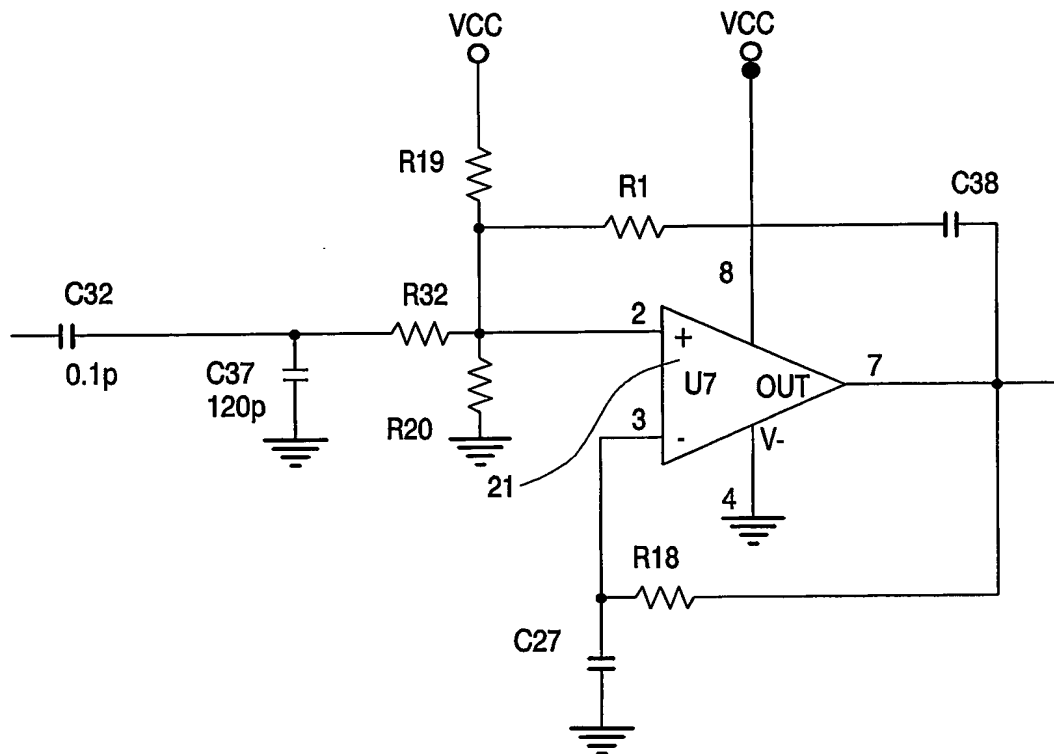 VCC
VCC
R19
R1
C38
8
C32
R32
2
+
7
0.1p
C37
120p
U7
OUT
R20
3
-
V-
21
4
R18
C27